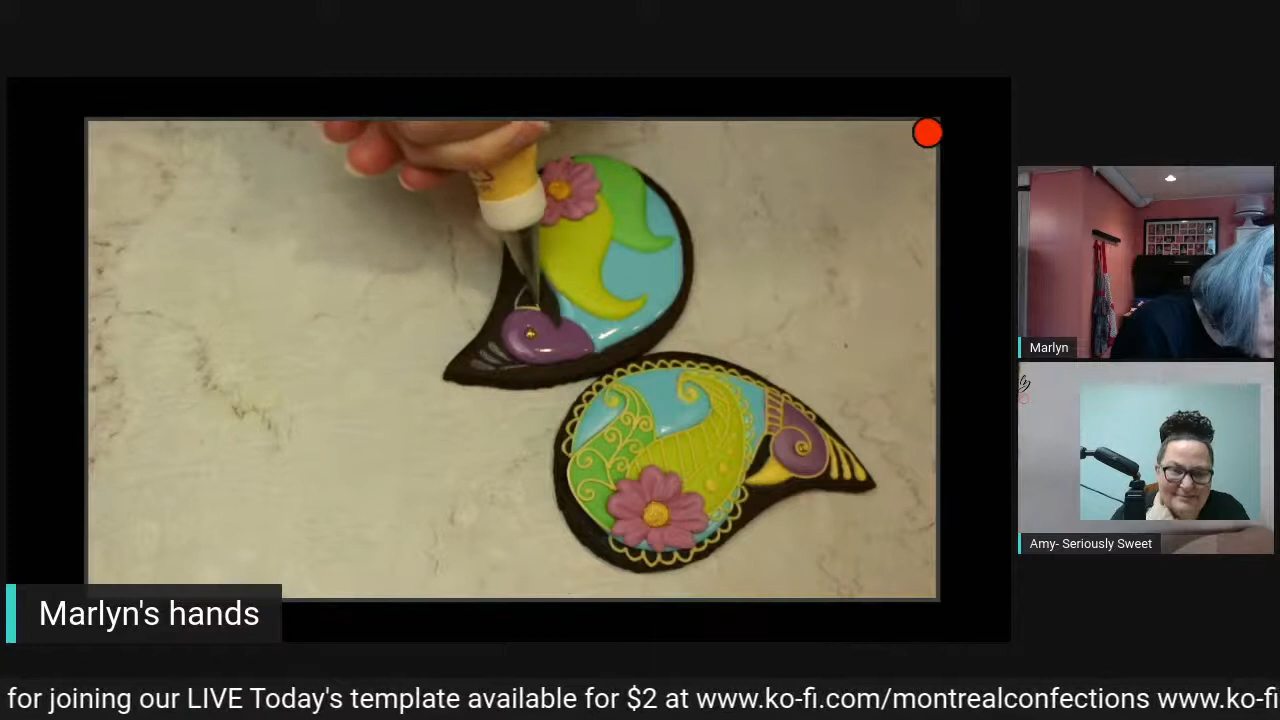 Marlyn
Amy- Seriously Sweet
Marlyn's hands
for joining our LIVE Today's template available for $2 at www.ko-fi.com/montrealconfections www.ko-fi